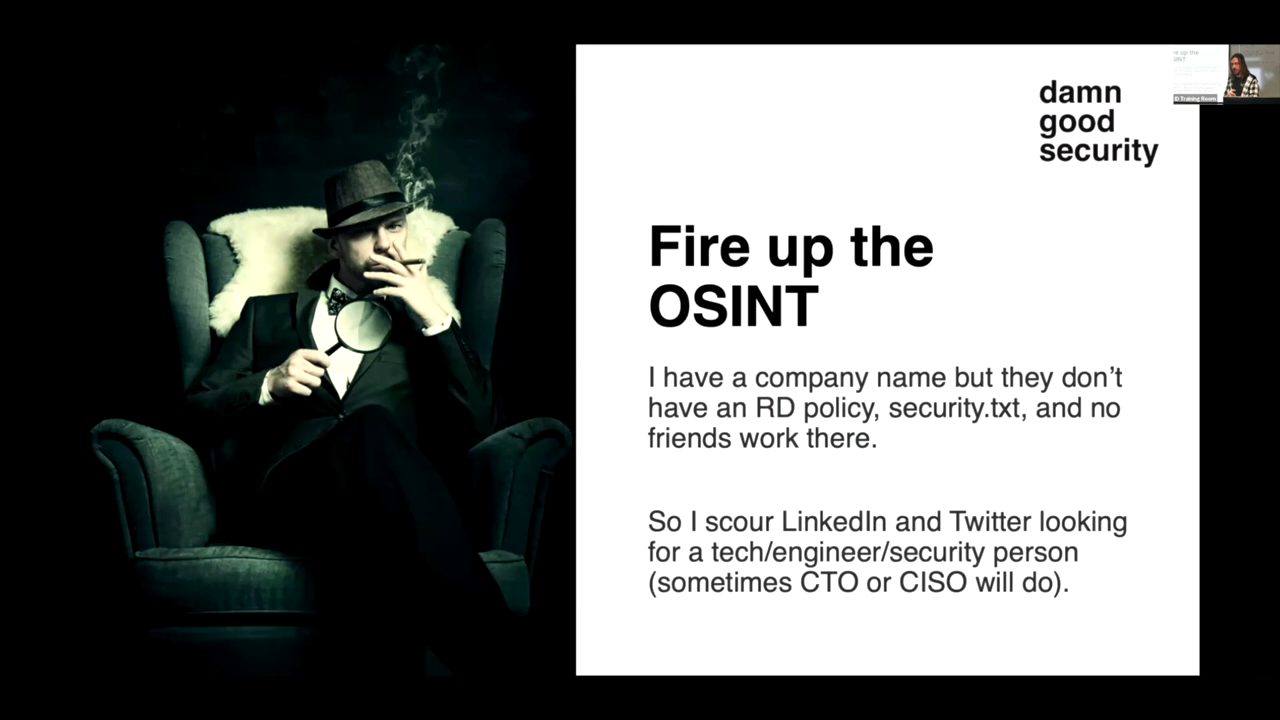 damn
good
security
Fire up the
OSINT
I have a company name but they don’t
have an RD policy, security.txt, and no
friends work there.
So I scour LinkedIn and Twitter looking
for a tech/engineer/security person
(sometimes CTO or CISO will do).
Training Room